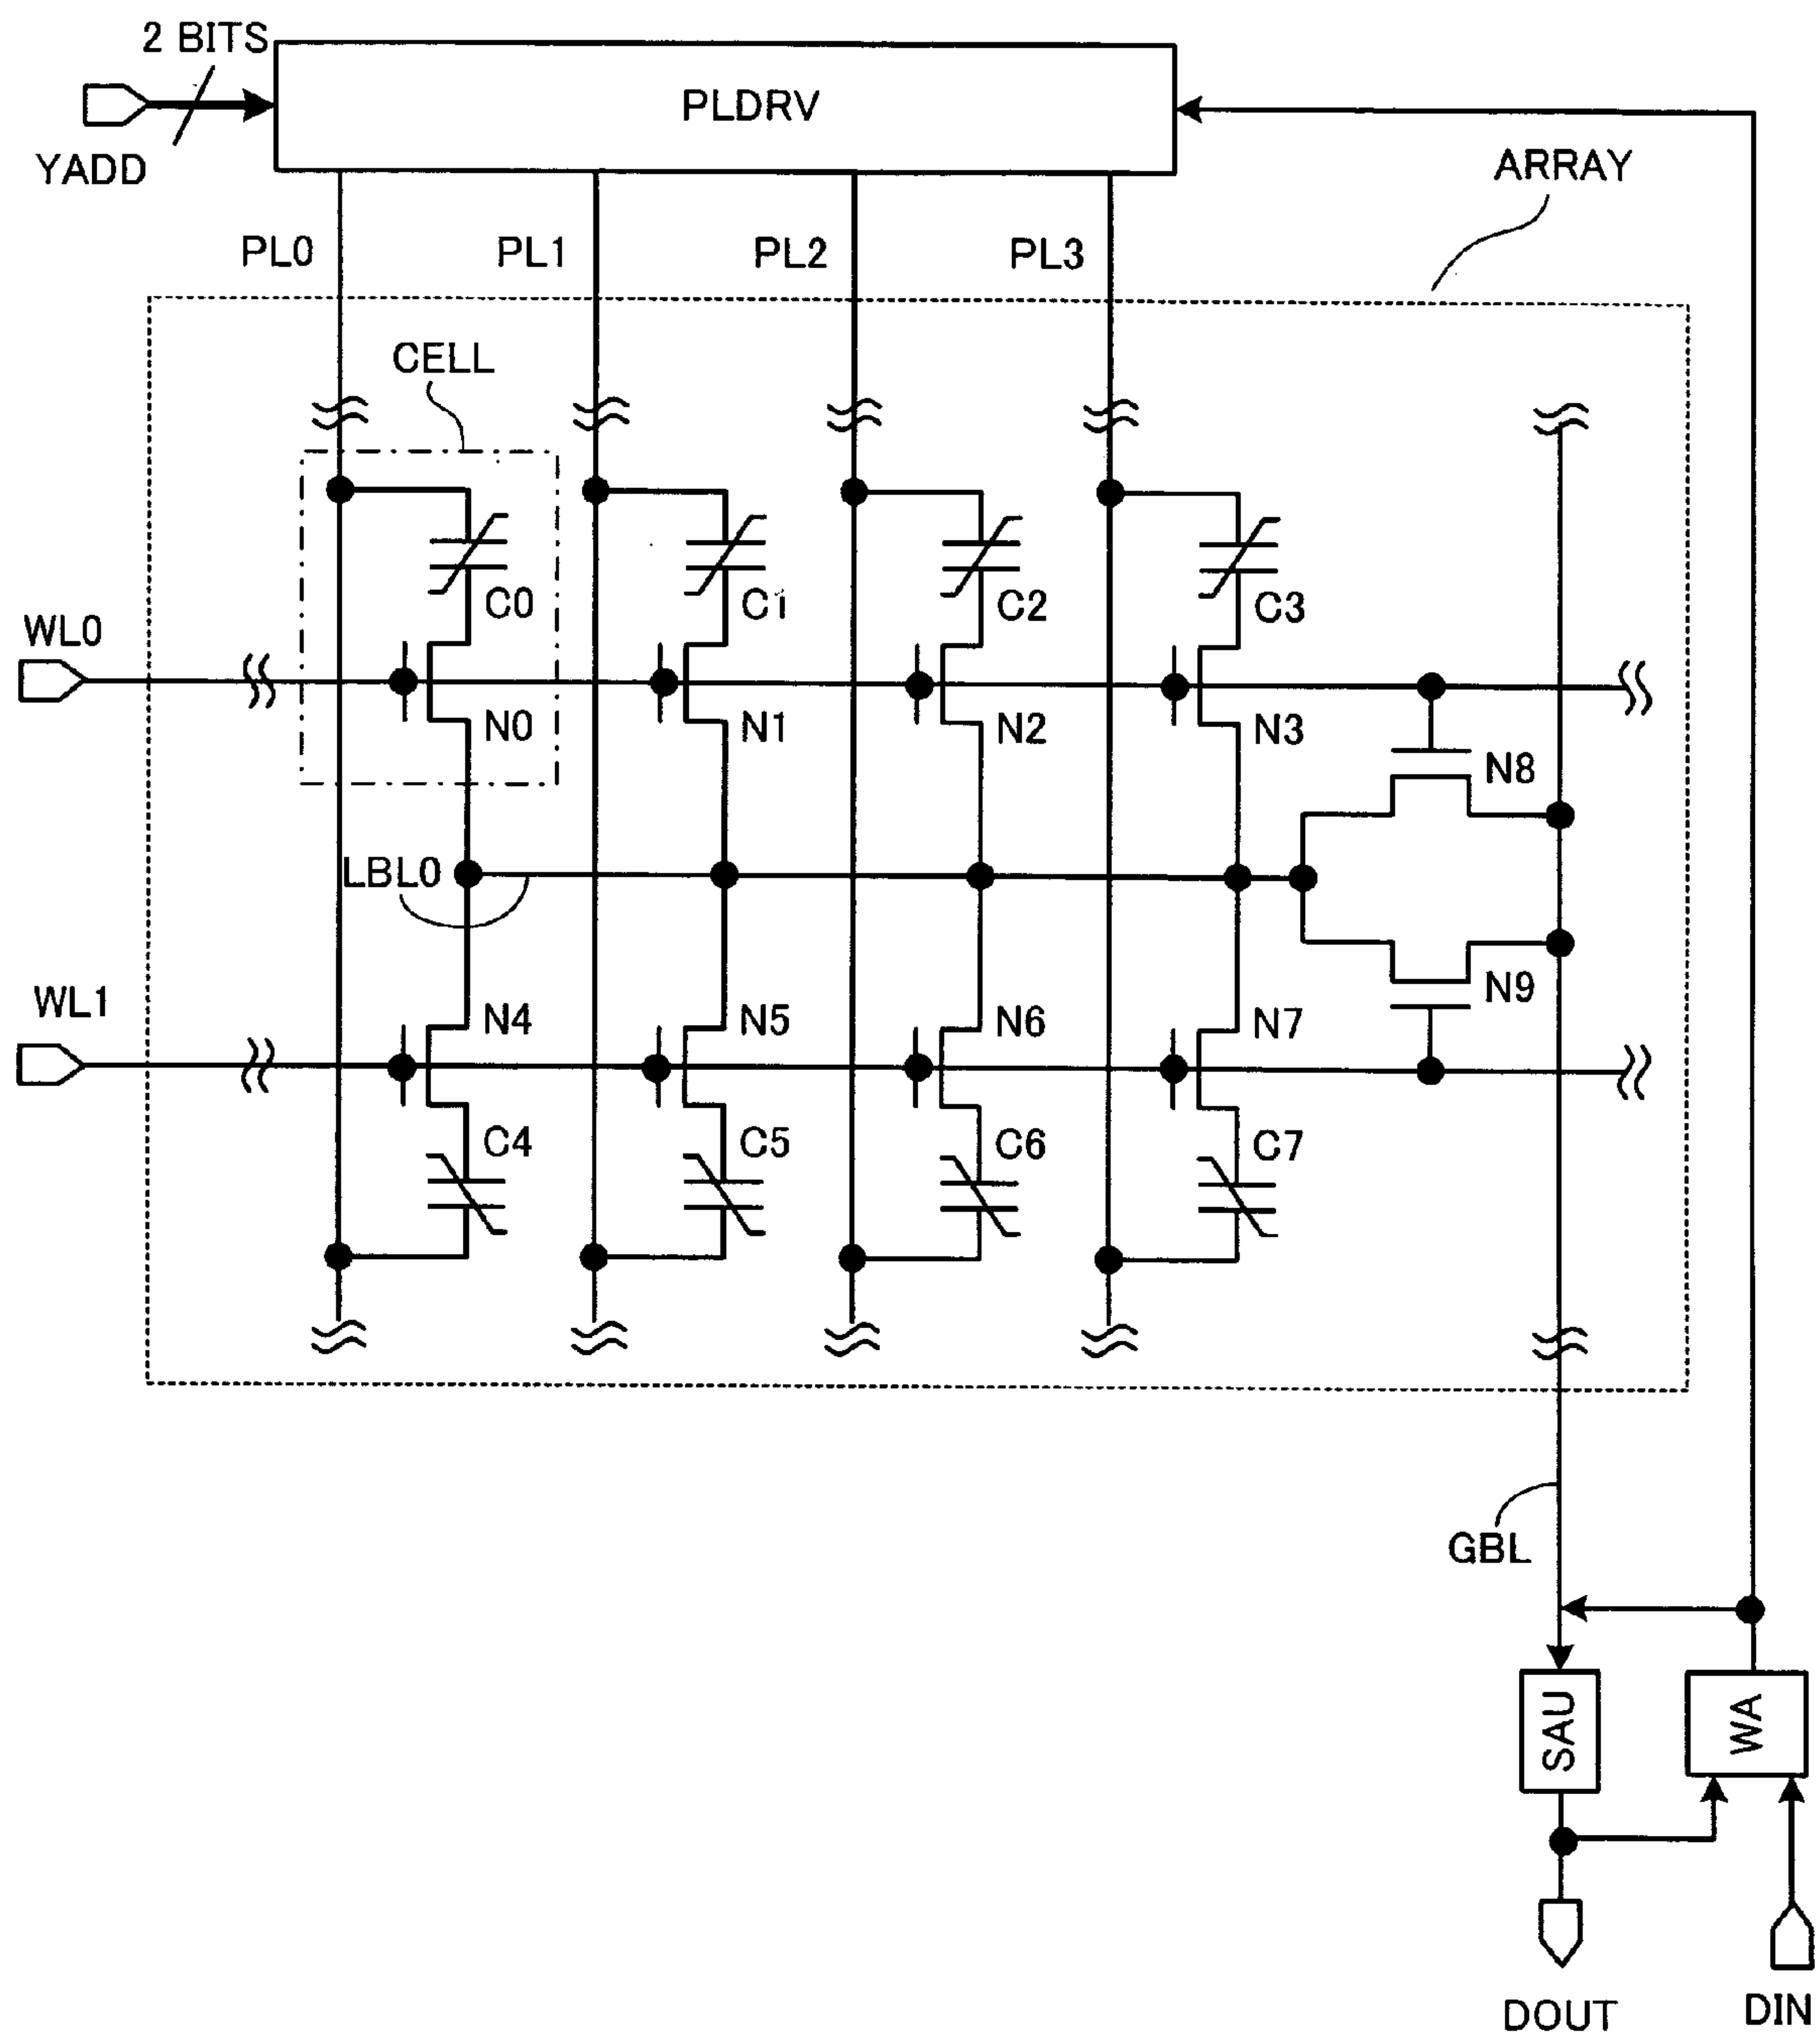 2 BITS
PLDRV
YADD
ARRAY
PL0
PL1
PL2
PL3
CELL
C0
C1
C2
C3
WL0
N0
N1
N2
N3
N8
LBL0
WL1
N4
N5
N6
N7
N9
C4
C5
C6
C7
GBL
SAU
WA
DOUT
DIN